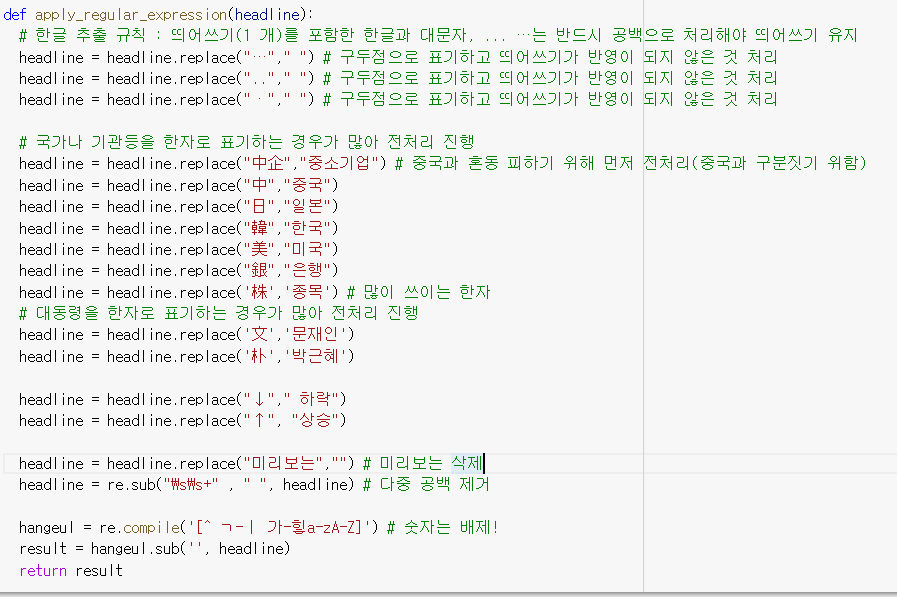 def apply_regular_expression(headline):
# 한글 추출 규칙 : 띄어쓰기(1 개)를 포함한 한글과 대문자, ... …는 반드시 공백으로 처리해야 띄어쓰기 유지
headline = headline.replace("…"," ") # 구두점으로 표기하고 띄어쓰기가 반영이 되지 않은 것 처리
headline = headline.replace(".."," ") # 구두점으로 표기하고 띄어쓰기가 반영이 되지 않은 것 처리
headline = headline.replace("·"," ") # 구두점으로 표기하고 띄어쓰기가 반영이 되지 않은 것 처리
# 국가나 기관등을 한자로 표기하는 경우가 많아 전처리 진행
headline = headline.replace("中企","중소기업") # 중국과 혼동 피하기 위해 먼저 전처리(중국과 구분짓기 위함)
headline = headline.replace("中","중국")
headline = headline.replace("日","일본")
headline = headline.replace("韓","한국")
headline = headline.replace("美","미국")
headline = headline.replace("銀","은행")
headline = headline.replace('株','종목') # 많이 쓰이는 한자
# 대통령을 한자로 표기하는 경우가 많아 전처리 진행
headline = headline.replace('文','문재인')
headline = headline.replace('朴','박근혜')
headline = headline.replace("↓"," 하락")
headline = headline.replace("↑", "상승")
headline = headline.replace("미리보는","") # 미리보는 삭제
headline = re.sub("₩s₩s+" , " ", headline) # 다중 공백 제거
hangeul = re.compile('[^ ㄱ-ㅣ 가-힣a-zA-Z]') # 숫자는 배제!
result = hangeul.sub('', headline)
return result